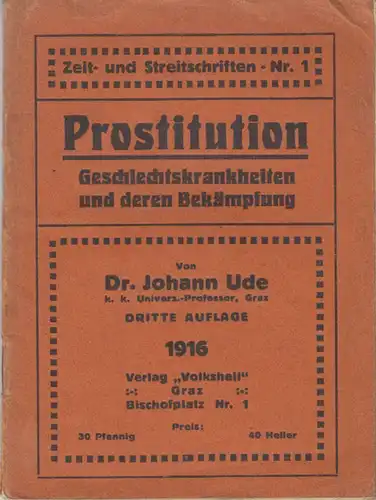 Zeit- und Streitschriften - Nr. 1
Prostitution
Geschlechtskrankheiten
und deren Bekämpfung
Von
Dr. Johann Ude
k. k. Univers.-Professor, Graz
DRITTE AUFLAGE
1916
Verlag „Volksheil"
:-: Graz :-:
Bischofplatz Nr. 1
Preis:
30 Pfennig 40 Heller